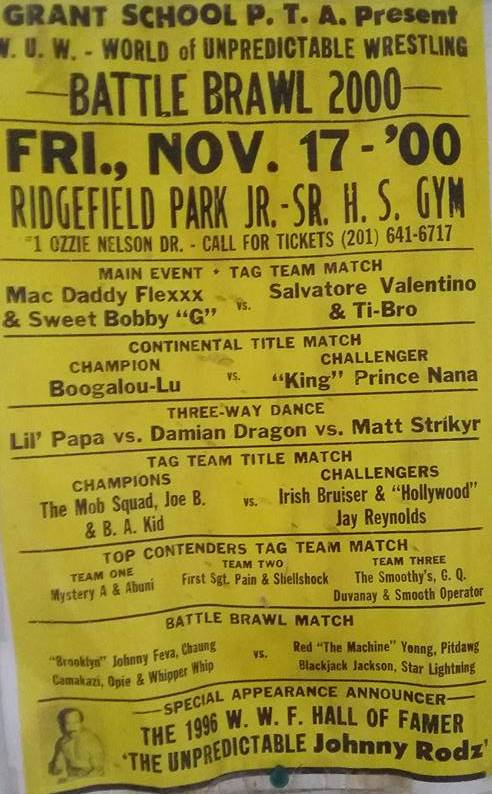 GRANT SCHOOL P. T. A. Present
W. U. W. - WORLD of UNPREDICTABLE WRESTLING
BATTLE BRAWL 2000
FRI., NOV. 17-'00
RIDGEFIELD PARK JR.-SR. H. S. GYM
#1 OZZIE NELSON DR. - CALL FOR TICKETS (201) 641-6717
MAIN EVENT • TAG TEAM MATCH
Mac Daddy Flexxx & Sweet Bobby "G" vs. Salvatore Valentino & Ti-Bro
CONTINENTAL TITLE MATCH
CHAMPION CHALLENGER
Boogalou-Lu vs. "King" Prince Nana
THREE-WAY DANCE
Lil' Papa vs. Damian Dragon vs. Matt Strikyr
TAG TEAM TITLE MATCH
CHAMPIONS CHALLENGERS
The Mob Squad, Joe B. & B. A. Kid vs. Irish Bruiser & "Hollywood" Jay Reynolds
TOP CONTENDERS TAG TEAM MATCH
TEAM ONE TEAM TWO TEAM THREE
Mystery A & Abuni First Sgt. Pain & Shellshock The Smoothy's, G. Q. Duvanay & Smooth Operator
BATTLE BRAWL MATCH
"Brooklyn" Johnny Feva, Chaung Camakazi, Opie & Whipper Whip vs. Red "The Machine" Yonng, Pitdawg Blackjack Jackson, Star Lightning
SPECIAL APPEARANCE ANNOUNCER
THE 1996 W. W. F. HALL OF FAMER
'THE UNPREDICTABLE Johnny Rodz'